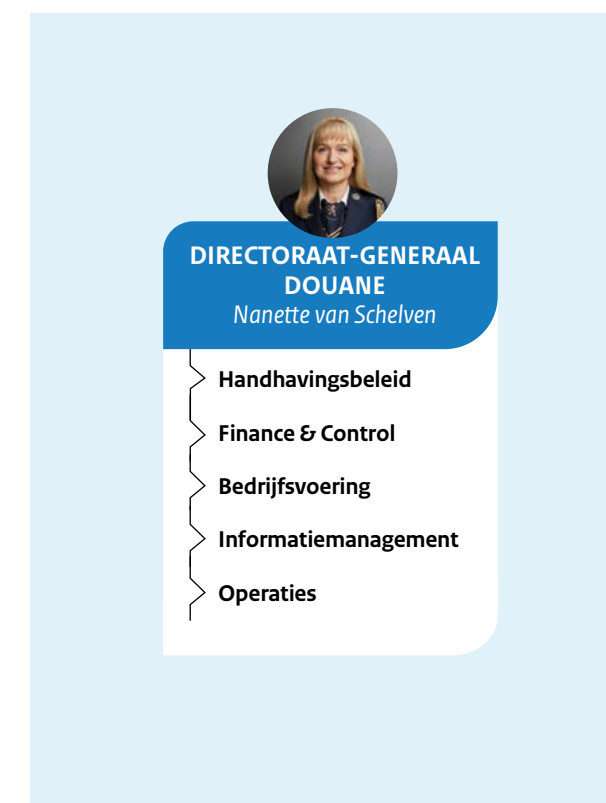 DIRECTORAAT-GENERAAL
DOUANE
Nanette van Schelven
Handhavingsbeleid
Finance & Control
Bedrijfsvoering
Informatiemanagement
Operaties